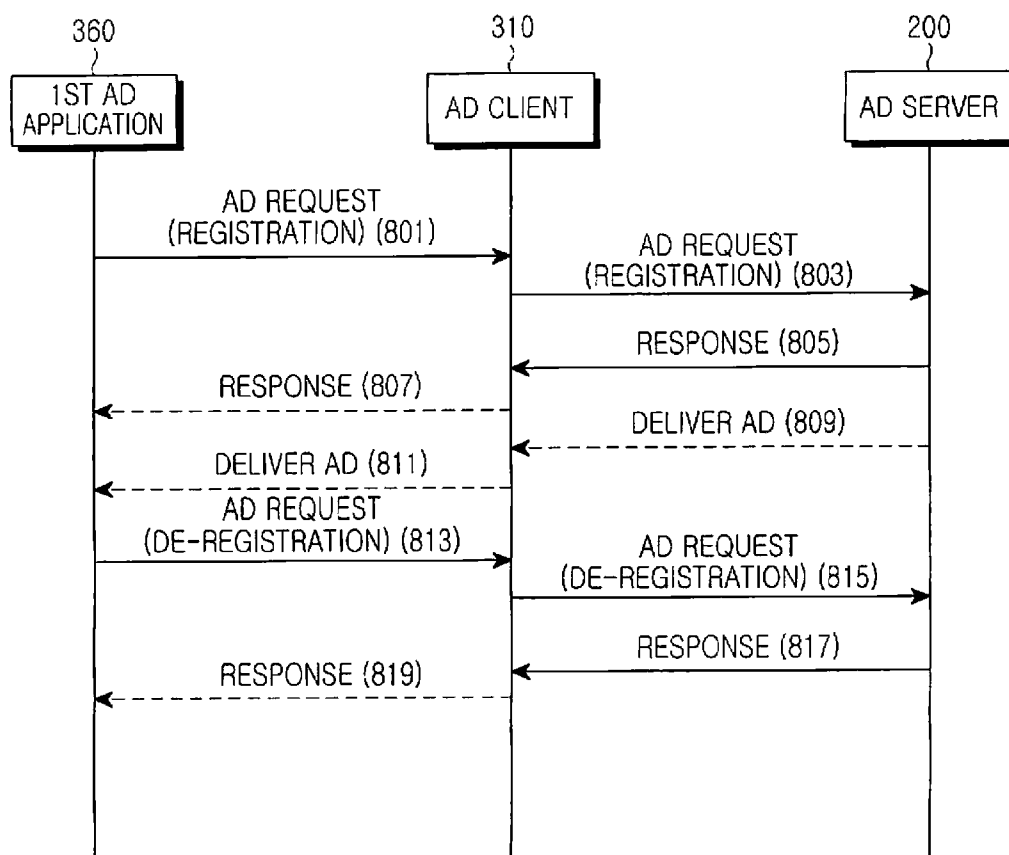 360
310
200
1ST AD
APPLICATION
AD CLIENT
AD SERVER
AD REQUEST
(REGISTRATION) (801)
AD REQUEST
(REGISTRATION) (803)
RESPONSE (805)
RESPONSE (807)
DELIVER AD (809)
DELIVER AD (811)
AD REQUEST
(DE-REGISTRATION) (813)
AD REQUEST
(DE-REGISTRATION) (815)
RESPONSE (817)
RESPONSE (819)